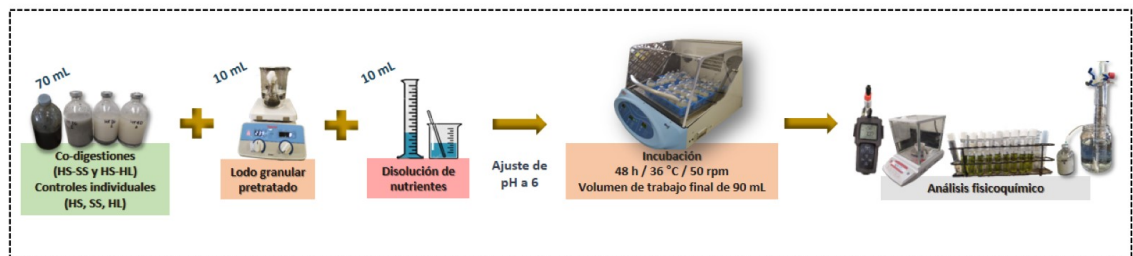 70 mL
10 mL
10 mL
Co-digestiones
(HS-SS y HS-HL)
Controles individuales
(HS, SS, HL)
Lodo granular
pretratado
Disolución de
nutrientes
Ajuste de
pH a 6
Incubación
48 h / 36 °C / 50 rpm
Volumen de trabajo final de 90 mL
Análisis fisicoquímico